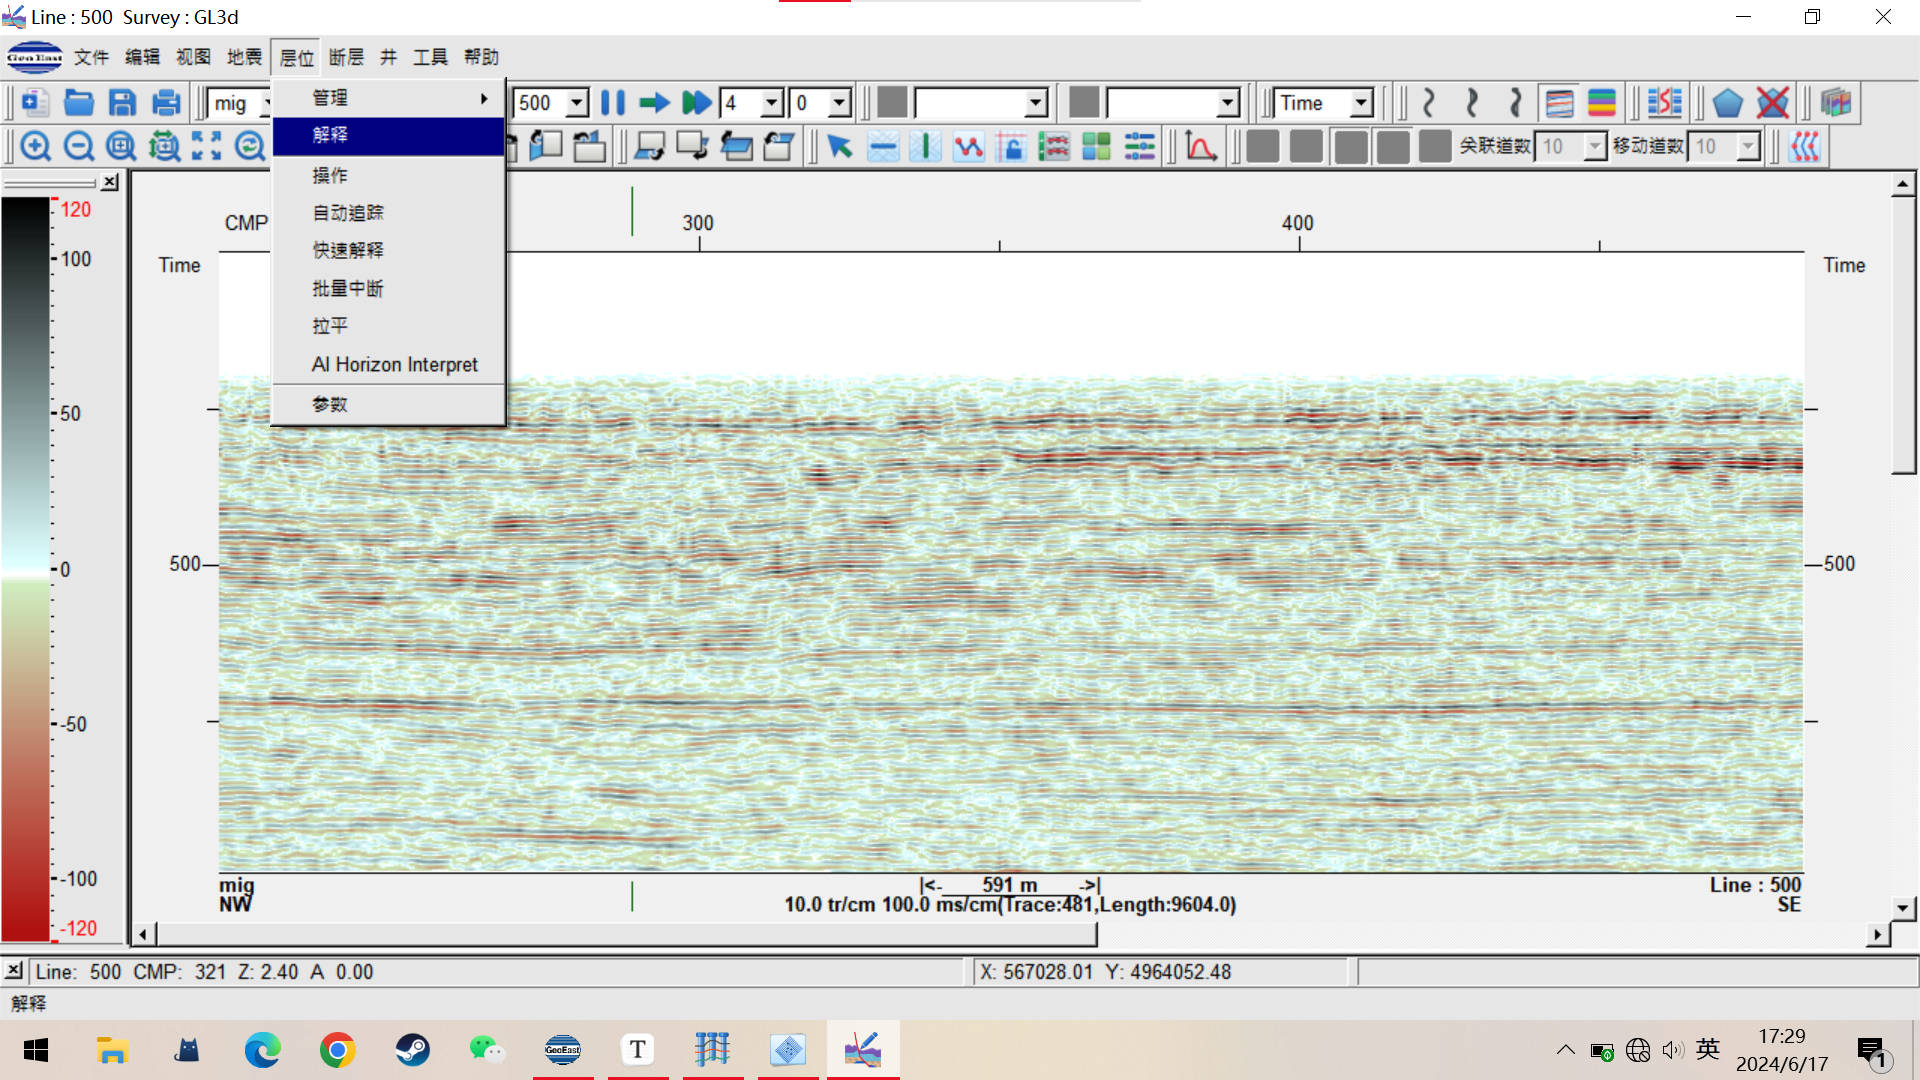 Line : 500 Survey : GL3d
GeoEast 文件 编辑 视图 地震 层位 断层 井 工具 帮助
mig 500 4 0 Time
关联道数 10 移动道数 10
管理
解释
操作
自动追踪
快速解释
批量中断
拉平
AI Horizon Interpret
参数
120
100
50
0
-50
-100
-120
CMP 300 400
Time Time
500 500
mig |<- 591 m ->| Line : 500
NW 10.0 tr/cm 100.0 ms/cm(Trace:481,Length:9604.0) SE
Line: 500 CMP: 321 Z: 2.40 A 0.00 X: 567028.01 Y: 4964052.48
解释
GeoEast T 英 17:29
2024/6/17 1